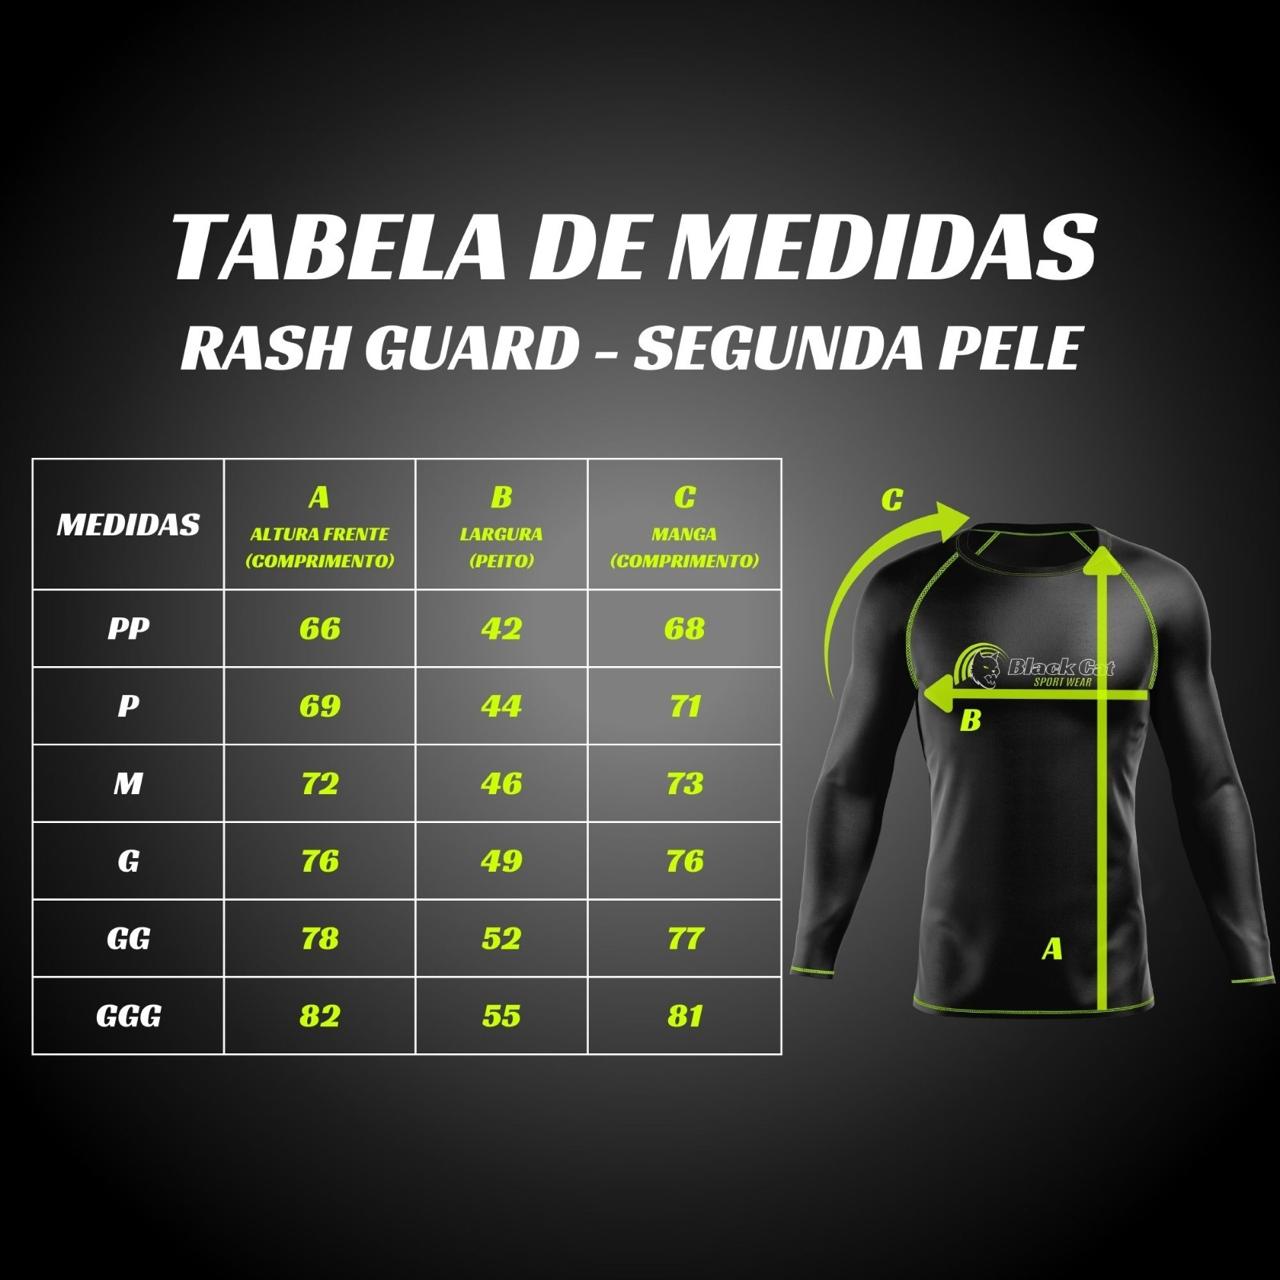 TABELA DE MEDIDAS
RASH GUARD - SEGUNDA PELE
MEDIDAS
A
ALTURA FRENTE
(COMPRIMENTO)
B
LARGURA
(PEITO)
C
MANGA
(COMPRIMENTO)
PP 66 42 68
P 69 44 71
M 72 46 73
G 76 49 76
GG 78 52 77
GGG 82 55 81
C
Black Cat
SPORT WEAR
B
A